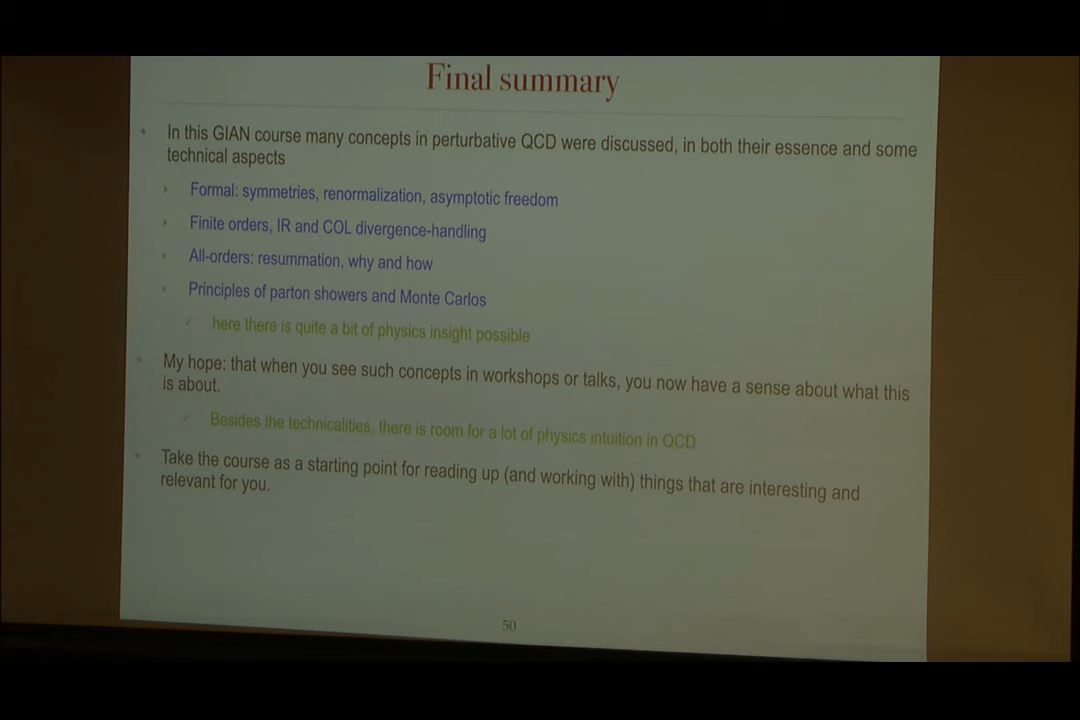 Final summary
In this GIAN course many concepts in perturbative QCD were discussed, in both their essence and some
technical aspects
Formal: symmetries, renormalization, asymptotic freedom
Finite orders, IR and COL divergence-handling
All-orders: resummation, why and how
Principles of parton showers and Monte Carlos
here there is quite a bit of physics insight possible
My hope: that when you see such concepts in workshops or talks, you now have a sense about what this
is about.
Besides the technicalities, there is room for a lot of physics intuition in QCD
Take the course as a starting point for reading up (and working with) things that are interesting and
relevant for you.
50